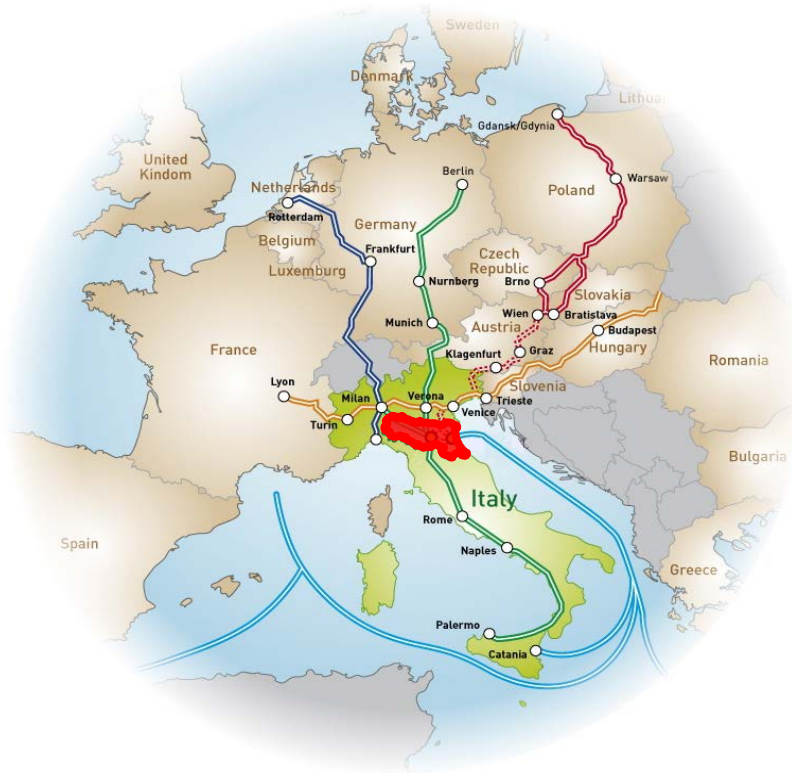 Sweden
Denmark
Lithua
Gdansk/Gdynia
United
Kindom
Berlin
Poland
Warsaw
Netherlands
Rotterdam
Germany
Belgium
Frankfurt
Luxemburg
Czech
Republic
Brno
Nurnberg
Slovakia
Wien
Bratislava
Munich
Austria
Budapest
Graz
Hungary
Klagenfurt
France
Romania
Slovenia
Lyon
Milan
Verona
Trieste
Venice
Turin
Bulgaria
Italy
Rome
Spain
Naples
Greece
Palermo
Catania